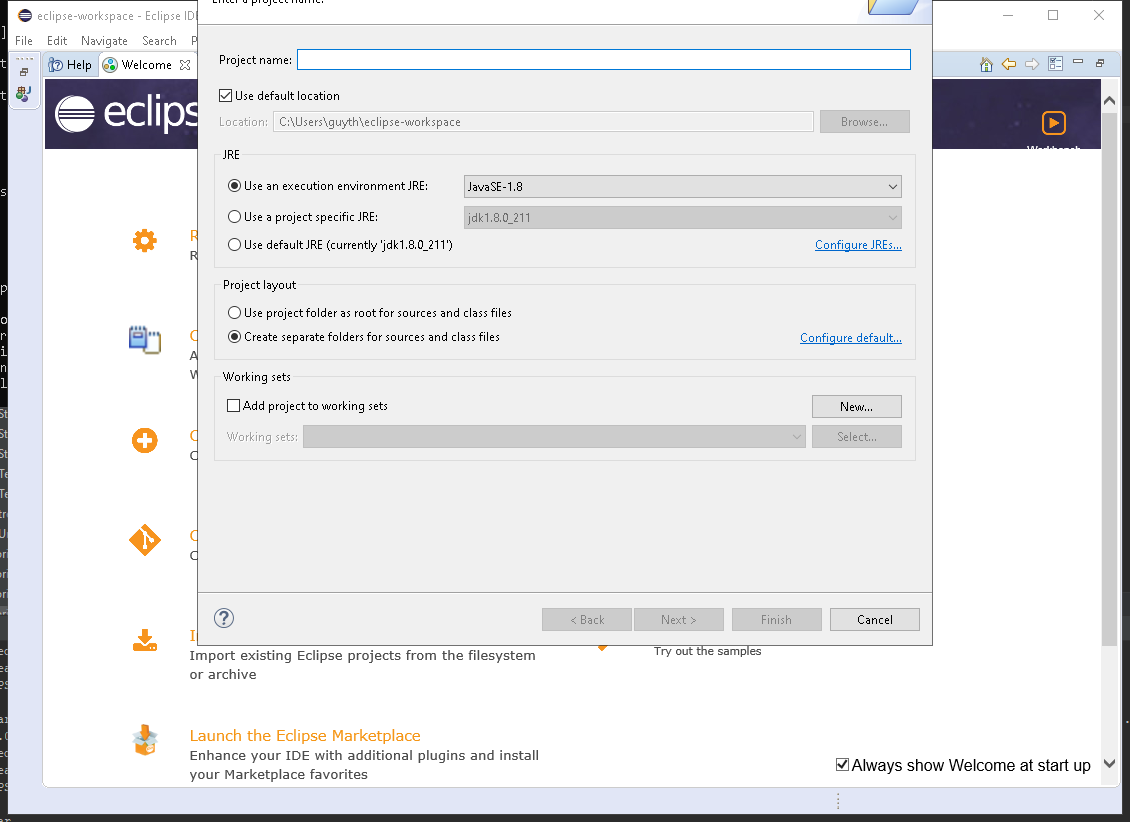 Enter a project name.
eclipse-workspace - Eclipse IDE
File Edit Navigate Search P
Help Welcome
eclips
Project name:
Use default location
Location: C:\Users\guyth\eclipse-workspace Browse...
JRE
Use an execution environment JRE: JavaSE-1.8
Use a project specific JRE: jdk1.8.0_211
Use default JRE (currently 'jdk1.8.0_211') Configure JREs...
Project layout
Use project folder as root for sources and class files
Create separate folders for sources and class files Configure default...
Working sets
Add project to working sets New...
Working sets: Select...
? < Back Next > Finish Cancel
Workbench
Import existing Eclipse projects from the filesystem
or archive
Try out the samples
Launch the Eclipse Marketplace
Enhance your IDE with additional plugins and install
your Marketplace favorites
Always show Welcome at start up